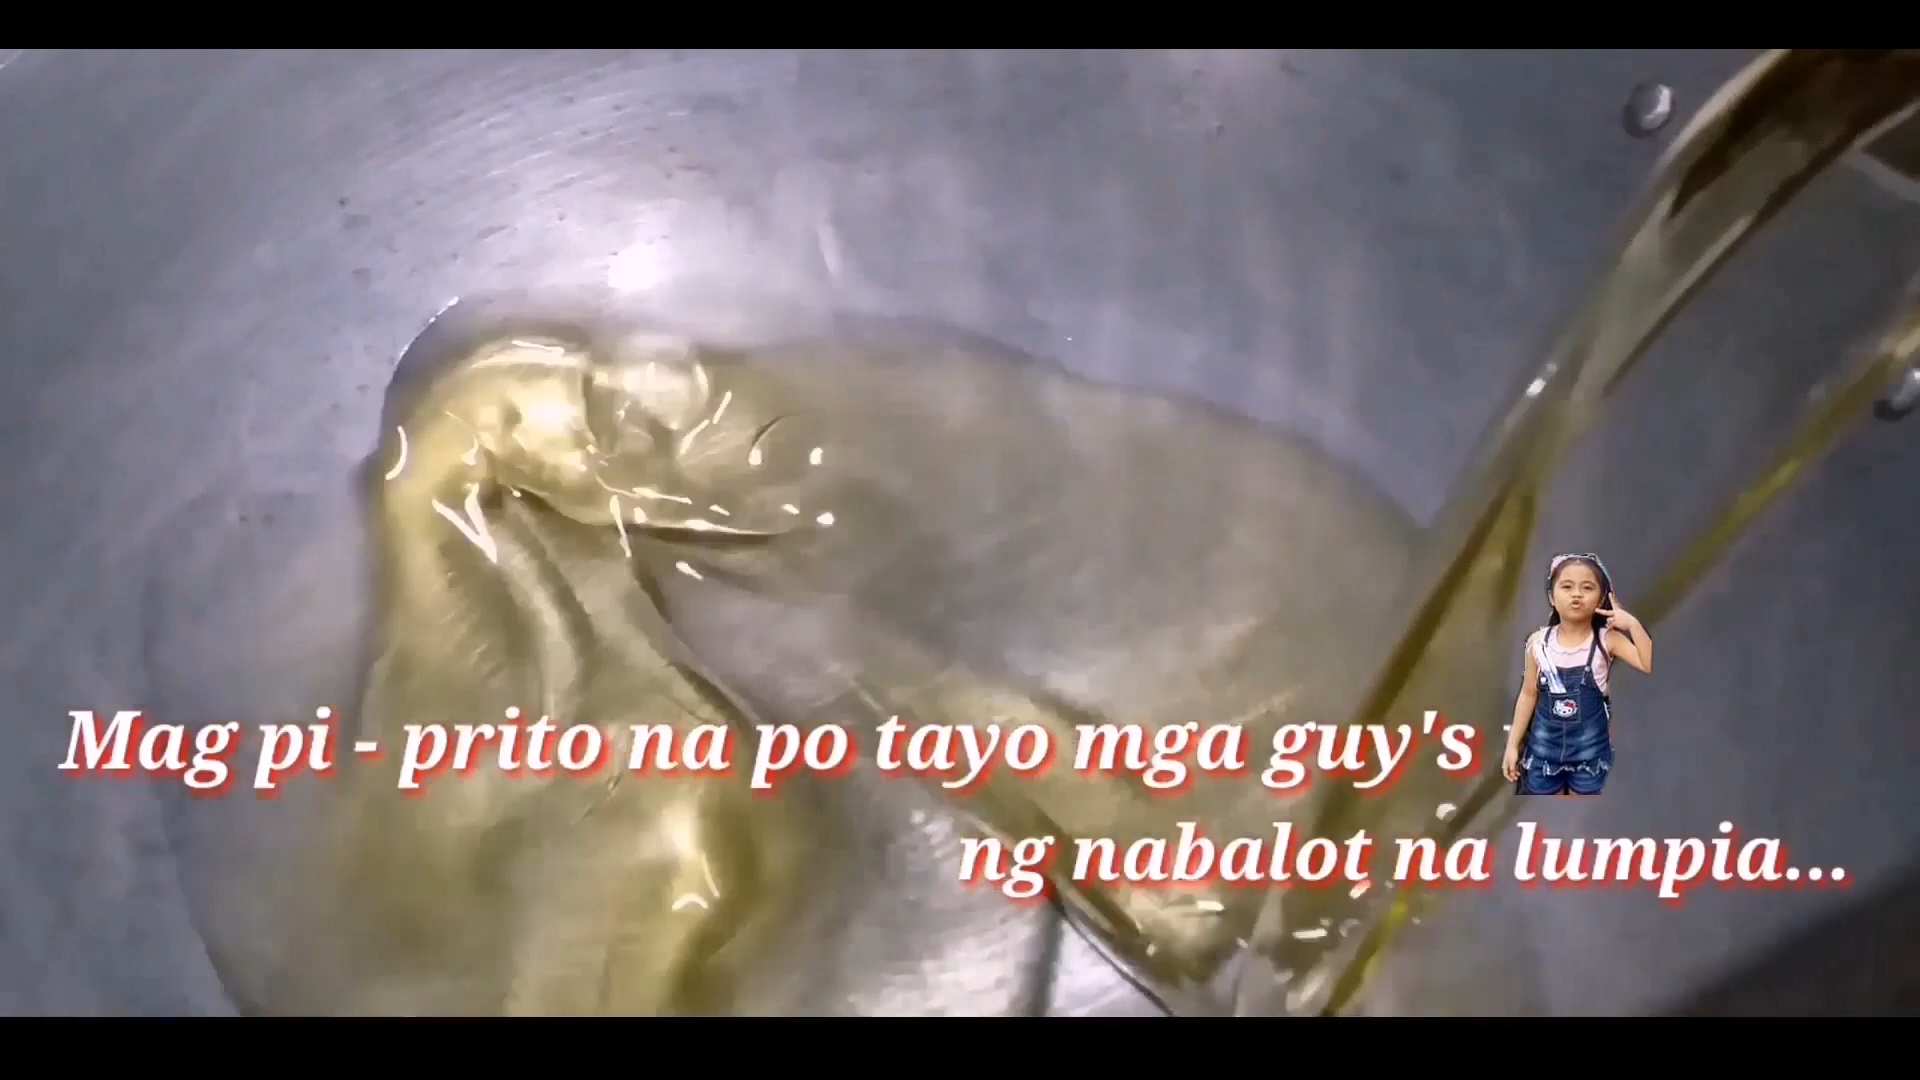 Mag pi - prito na po tayo mga guy's
ng nabalot na lumpia...